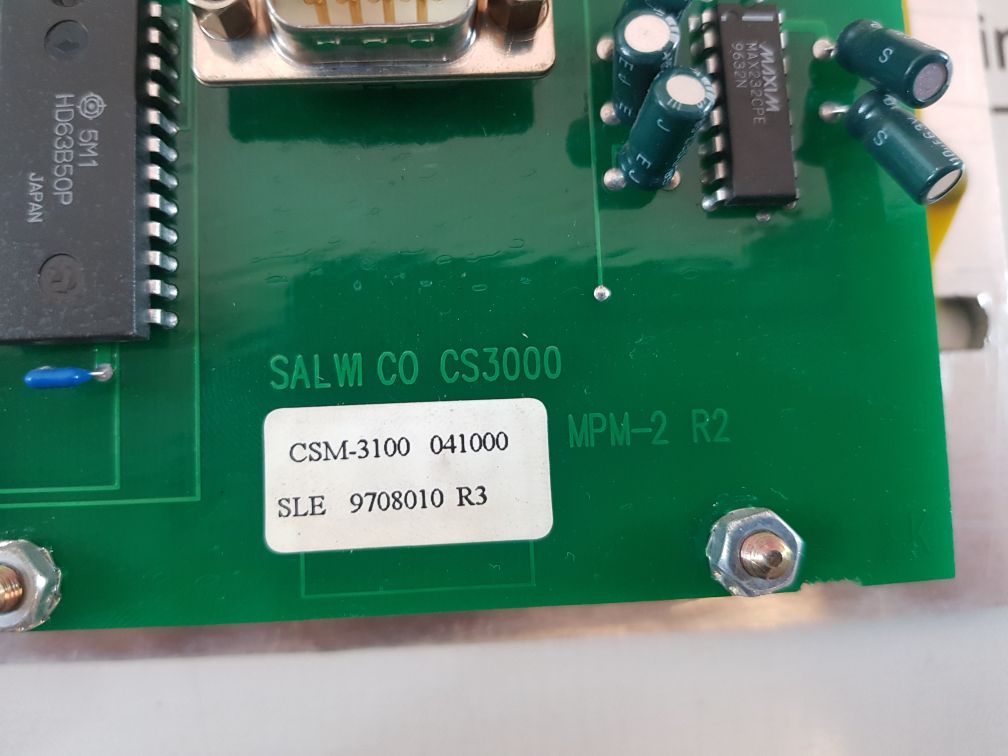 5M1
HD63B50P
JAPAN
MAXIM
MAX232CPE
9632N
J
E J
E
J
E
J
S
S
SALWICO CS3000
MPM-2 R2
CSM-3100 041000
SLE 9708010 R3